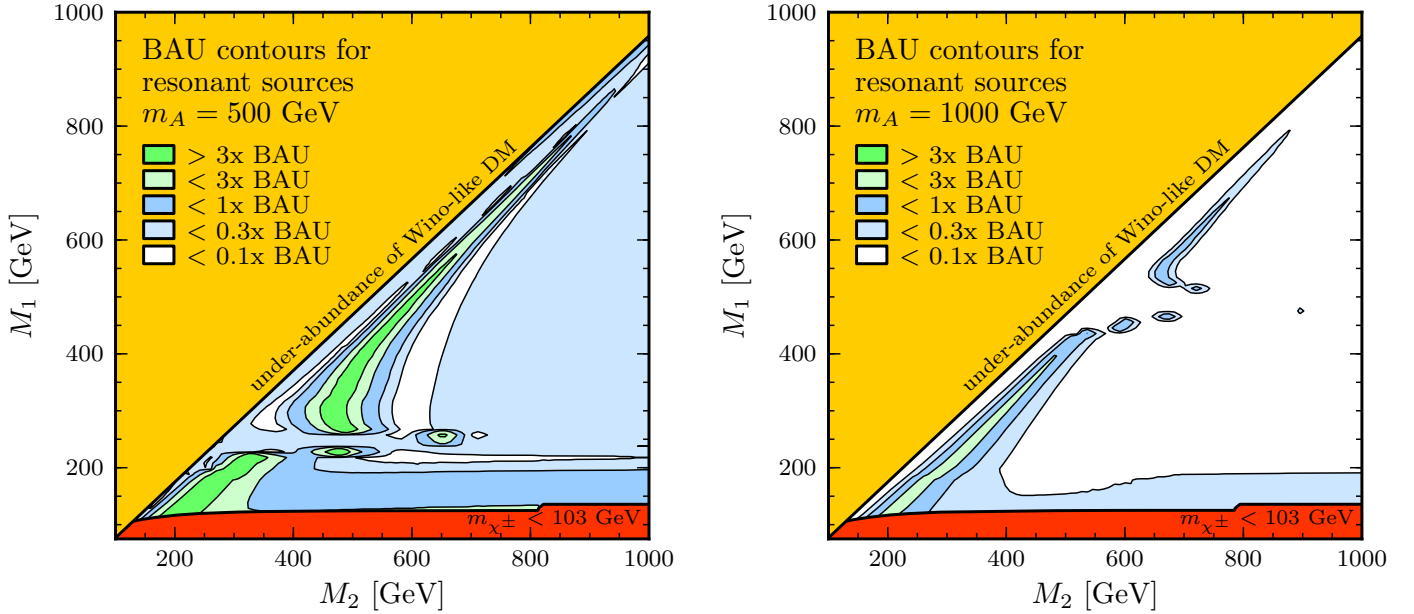 BAU contours for
resonant sources
m_A = 500 GeV
> 3x BAU
< 3x BAU
< 1x BAU
< 0.3x BAU
< 0.1x BAU
under-abundance of Wino-like DM
m_χ± < 103 GeV
1000
800
600
400
200
M_1 [GeV]
200 400 600 800 1000
M_2 [GeV]
BAU contours for
resonant sources
m_A = 1000 GeV
> 3x BAU
< 3x BAU
< 1x BAU
< 0.3x BAU
< 0.1x BAU
under-abundance of Wino-like DM
m_χ± < 103 GeV
1000
800
600
400
200
M_1 [GeV]
200 400 600 800 1000
M_2 [GeV]